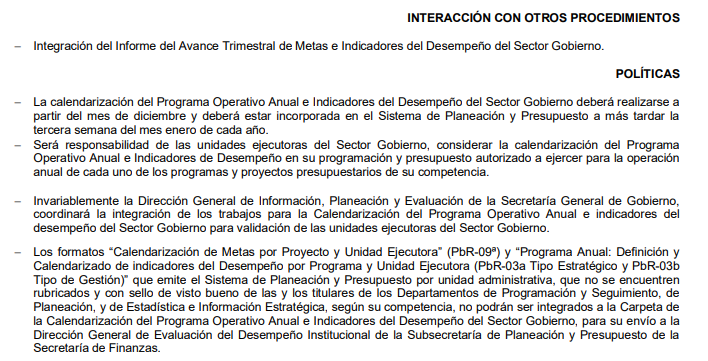 INTERACCIÓN CON OTROS PROCEDIMIENTOS
– Integración del Informe del Avance Trimestral de Metas e Indicadores del Desempeño del Sector Gobierno.
POLÍTICAS
– La calendarización del Programa Operativo Anual e Indicadores del Desempeño del Sector Gobierno deberá realizarse a
partir del mes de diciembre y deberá estar incorporada en el Sistema de Planeación y Presupuesto a más tardar la
tercera semana del mes enero de cada año.
– Será responsabilidad de las unidades ejecutoras del Sector Gobierno, considerar la calendarización del Programa
Operativo Anual e Indicadores de Desempeño en su programación y presupuesto autorizado a ejercer para la operación
anual de cada uno de los programas y proyectos presupuestarios de su competencia.
– Invariablemente la Dirección General de Información, Planeación y Evaluación de la Secretaría General de Gobierno,
coordinará la integración de los trabajos para la Calendarización del Programa Operativo Anual e indicadores del
desempeño del Sector Gobierno para validación de las unidades ejecutoras del Sector Gobierno.
– Los formatos “Calendarización de Metas por Proyecto y Unidad Ejecutora” (PbR-09ª) y “Programa Anual: Definición y
Calendarizado de indicadores del Desempeño por Programa y Unidad Ejecutora (PbR-03a Tipo Estratégico y PbR-03b
Tipo de Gestión)” que emite el Sistema de Planeación y Presupuesto por unidad administrativa, que no se encuentren
rubricados y con sello de visto bueno de las y los titulares de los Departamentos de Programación y Seguimiento, de
Planeación, y de Estadística e Información Estratégica, según su competencia, no podrán ser integrados a la Carpeta de
la Calendarización del Programa Operativo Anual e Indicadores del Desempeño del Sector Gobierno, para su envío a la
Dirección General de Evaluación del Desempeño Institucional de la Subsecretaría de Planeación y Presupuesto de la
Secretaría de Finanzas.